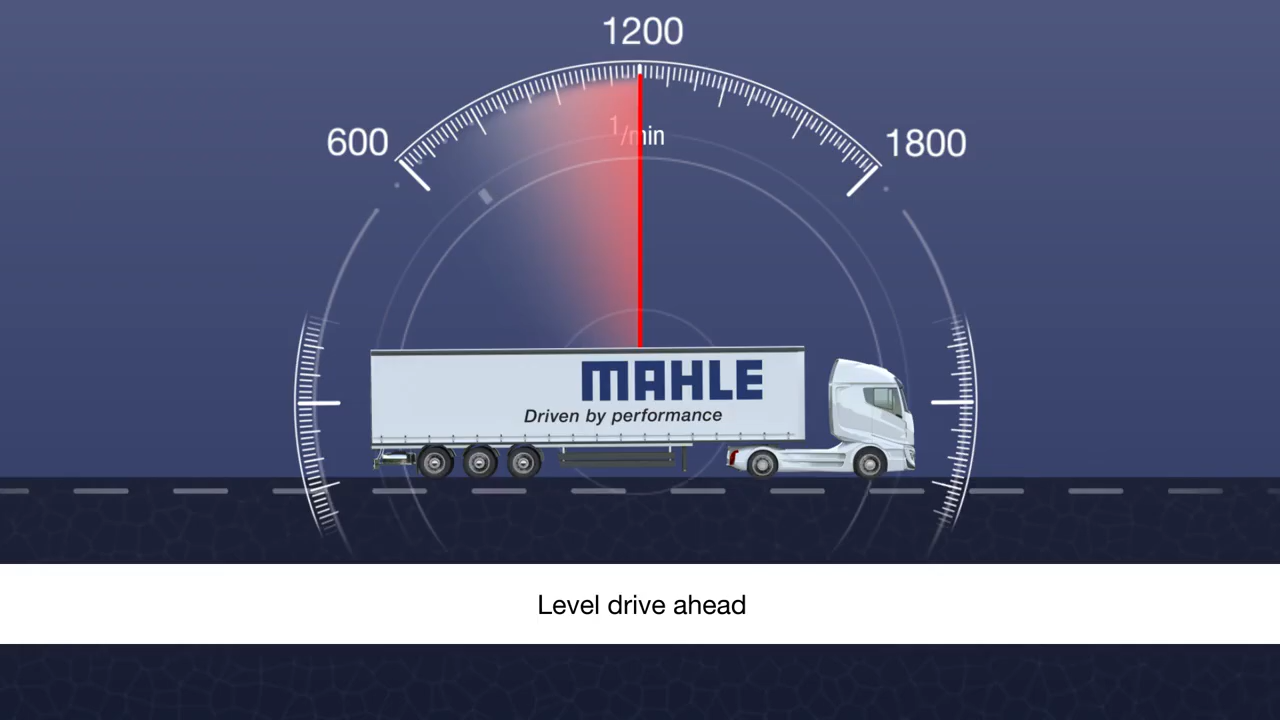 1200
600
1800
1/min
MAHLE
Driven by performance
Level drive ahead